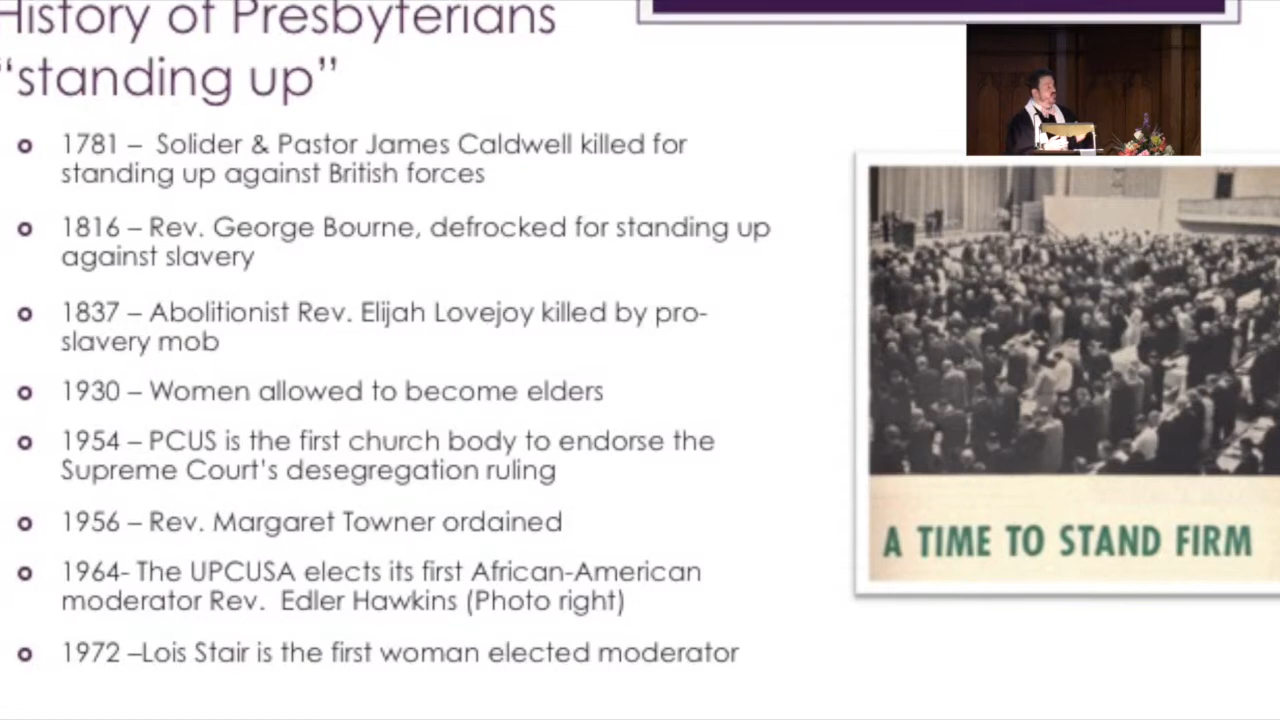 History of Presbyterians
“standing up”
1781 – Solider & Pastor James Caldwell killed for
standing up against British forces
1816 – Rev. George Bourne, defrocked for standing up
against slavery
1837 – Abolitionist Rev. Elijah Lovejoy killed by pro-
slavery mob
1930 – Women allowed to become elders
1954 – PCUS is the first church body to endorse the
Supreme Court’s desegregation ruling
1956 – Rev. Margaret Towner ordained
1964- The UPCUSA elects its first African-American
moderator Rev.  Edler Hawkins (Photo right)
1972 –Lois Stair is the first woman elected moderator
A TIME TO STAND FIRM